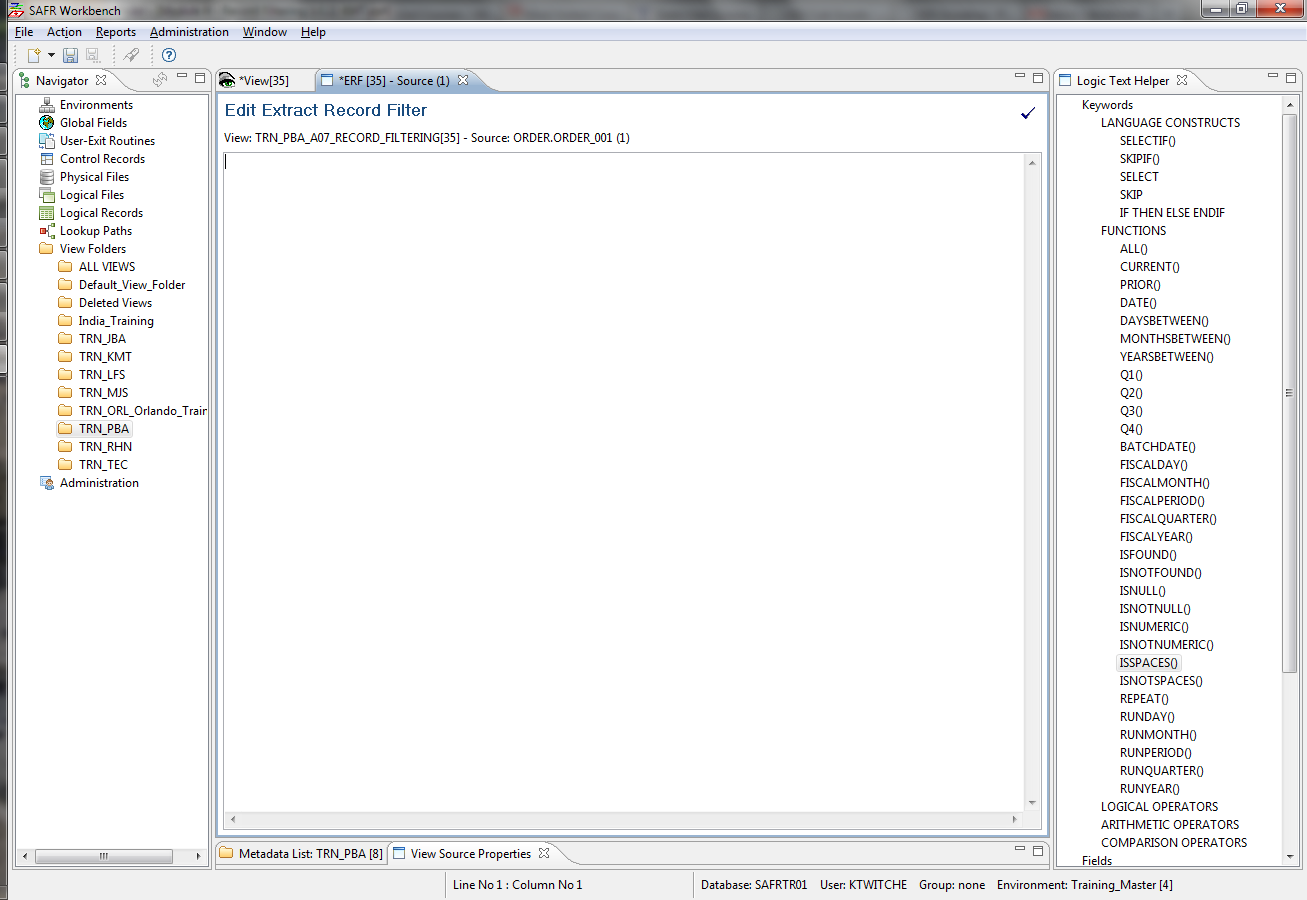 SAFR Workbench
File Action Reports Administration Window Help
Navigator
Environments
Global Fields
User-Exit Routines
Control Records
Physical Files
Logical Files
Logical Records
Lookup Paths
View Folders
ALL VIEWS
Default_View_Folder
Deleted Views
India_Training
TRN_JBA
TRN_KMT
TRN_LFS
TRN_MJS
TRN_ORL_Orlando_Train
TRN_PBA
TRN_RHN
TRN_TEC
Administration
*View[35] *ERF [35] - Source (1)
Edit Extract Record Filter
View: TRN_PBA_A07_RECORD_FILTERING[35] - Source: ORDER.ORDER_001 (1)
Metadata List: TRN_PBA [8] View Source Properties
Logic Text Helper
Keywords
LANGUAGE CONSTRUCTS
SELECTIF()
SKIPIF()
SELECT
SKIP
IF THEN ELSE ENDIF
FUNCTIONS
ALL()
CURRENT()
PRIOR()
DATE()
DAYSBETWEEN()
MONTHSBETWEEN()
YEARSBETWEEN()
Q1()
Q2()
Q3()
Q4()
BATCHDATE()
FISCALDAY()
FISCALMONTH()
FISCALPERIOD()
FISCALQUARTER()
FISCALYEAR()
ISFOUND()
ISNOTFOUND()
ISNULL()
ISNOTNULL()
ISNUMERIC()
ISNOTNUMERIC()
ISSPACES()
ISNOTSPACES()
REPEAT()
RUNDAY()
RUNMONTH()
RUNPERIOD()
RUNQUARTER()
RUNYEAR()
LOGICAL OPERATORS
ARITHMETIC OPERATORS
COMPARISON OPERATORS
Fields
Line No 1 : Column No 1 Database: SAFRTR01 User: KTWITCHE Group: none Environment: Training_Master [4]